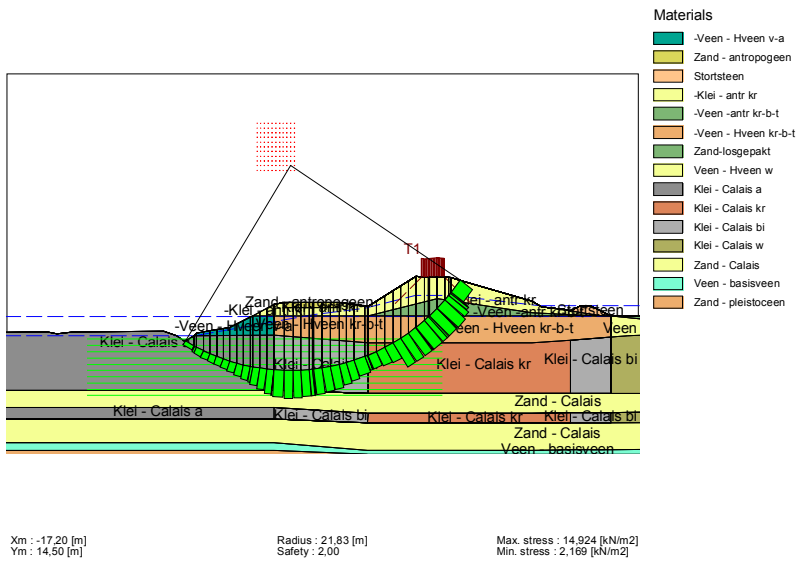 Materials
-Veen - Hveen v-a
Zand - antropogeen
Stortsteen
-Klei - antr kr
-Veen -antr kr-b-t
-Veen - Hveen kr-b-t
Zand-losgepakt
Veen - Hveen w
Klei - Calais a
Klei - Calais kr
Klei - Calais bi
Klei - Calais w
Zand - Calais
Veen - basisveen
Zand - pleistoceen
T1
Zand - antropogeen
Klei - antr kr
Stortsteen
-Veen - Hveen
Veen - Hveen kr-b-t
Veen
Klei - Calais
Klei - Calais kr
Klei - Calais bi
Zand - Calais
Klei - Calais a
Klei - Calais bi
Klei - Calais kr
Klei - Calais bi
Zand - Calais
Veen - basisveen
Xm : -17,20 [m]
Ym : 14,50 [m]
Radius : 21,83 [m]
Safety : 2,00
Max. stress : 14,924 [kN/m2]
Min. stress : 2,169 [kN/m2]